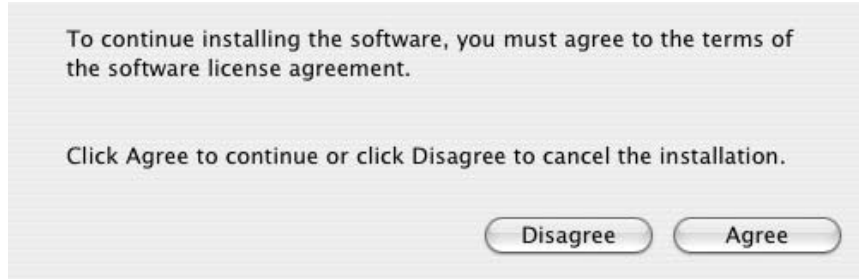 To continue installing the software, you must agree to the terms of
the software license agreement.
Click Agree to continue or click Disagree to cancel the installation.
Disagree
Agree